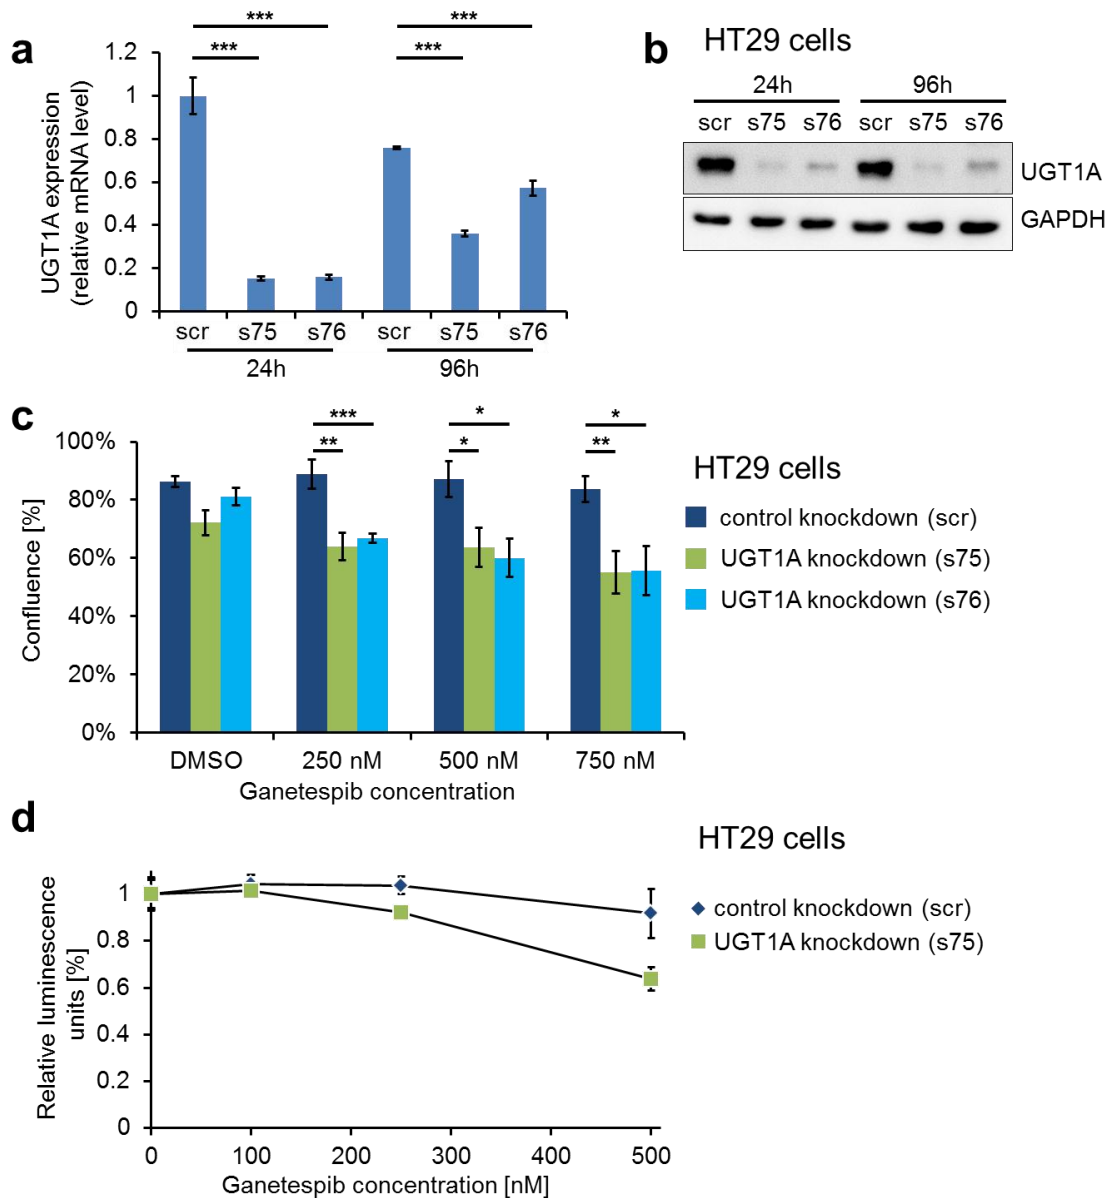 a
*** ***
*** ***
UGT1A expression
(relative mRNA level)
1.2
1
0.8
0.6
0.4
0.2
0
scr s75 s76 scr s75 s76
24h 96h
b
HT29 cells
24h 96h
scr s75 s76 scr s75 s76
UGT1A
GAPDH
c
*** * *
** * **
Confluence [%]
100%
80%
60%
40%
20%
0%
DMSO 250 nM 500 nM 750 nM
Ganetespib concentration
HT29 cells
control knockdown (scr)
UGT1A knockdown (s75)
UGT1A knockdown (s76)
d
Relative luminescence
units [%]
1
0.8
0.6
0.4
0.2
0
0 100 200 300 400 500
Ganetespib concentration [nM]
HT29 cells
control knockdown (scr)
UGT1A knockdown (s75)